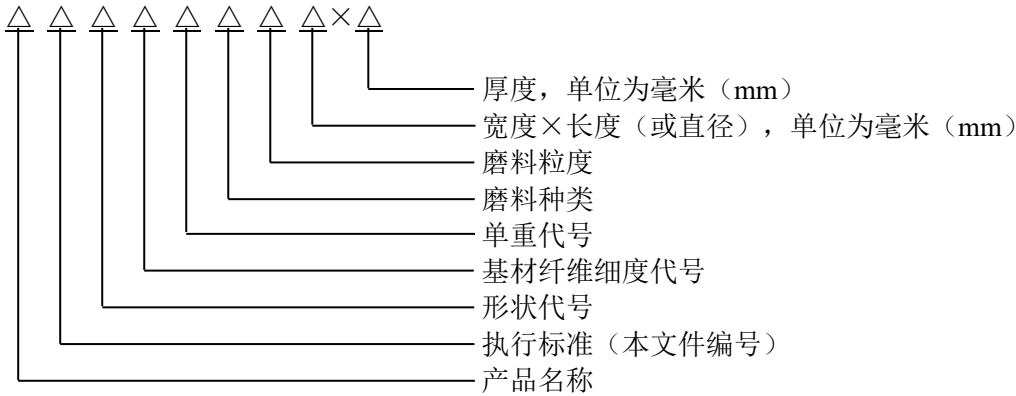 △ △ △ △ △ △ △ △×△
厚度，单位为毫米（mm）
宽度×长度（或直径），单位为毫米（mm）
磨料粒度
磨料种类
单重代号
基材纤维细度代号
形状代号
执行标准（本文件编号）
产品名称